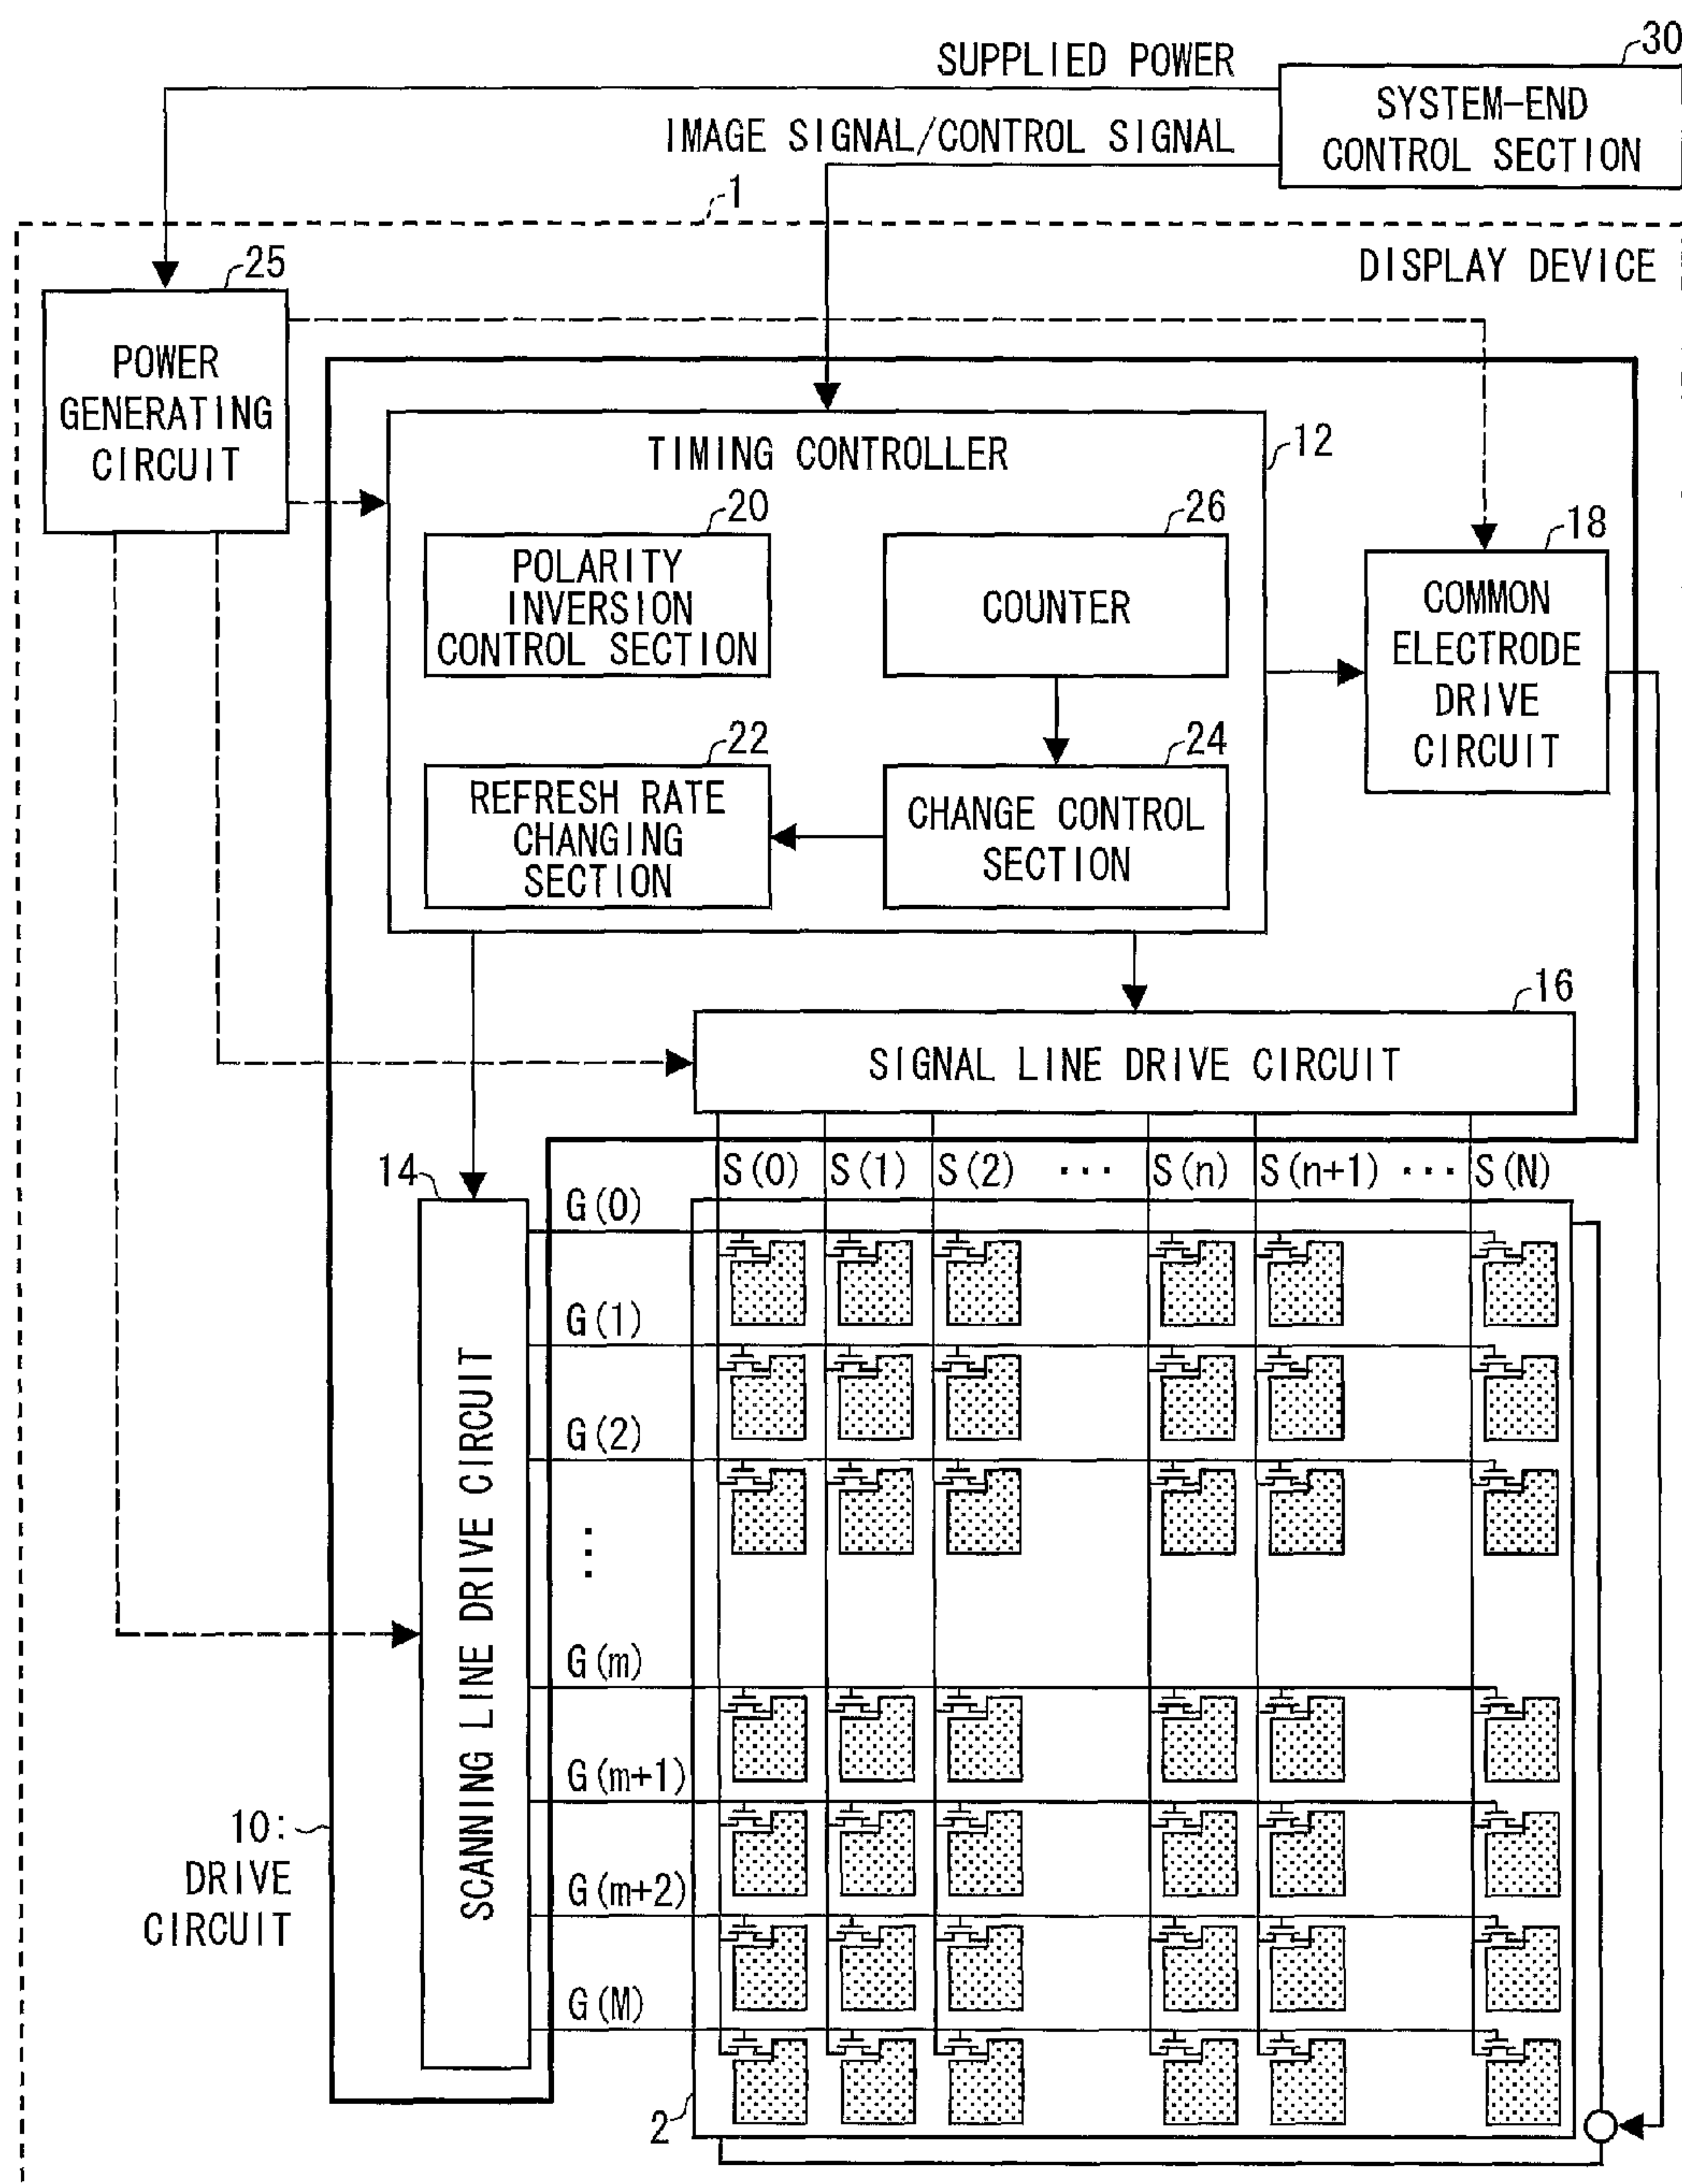 30
SUPPLIED POWER
SYSTEM-END
CONTROL SECTION
IMAGE SIGNAL/CONTROL SIGNAL
1
DISPLAY DEVICE
25
POWER
GENERATING
CIRCUIT
TIMING CONTROLLER
12
20
POLARITY
INVERSION
CONTROL SECTION
26
COUNTER
18
COMMON
ELECTRODE
DRIVE
CIRCUIT
22
REFRESH RATE
CHANGING
SECTION
24
CHANGE CONTROL
SECTION
16
SIGNAL LINE DRIVE CIRCUIT
14
S(0) S(1) S(2) ··· S(n) S(n+1) ··· S(N)
G(0)
G(1)
G(2)
⋮
G(m)
G(m+1)
G(m+2)
G(M)
SCANNING LINE DRIVE CIRCUIT
10:
DRIVE
CIRCUIT
2